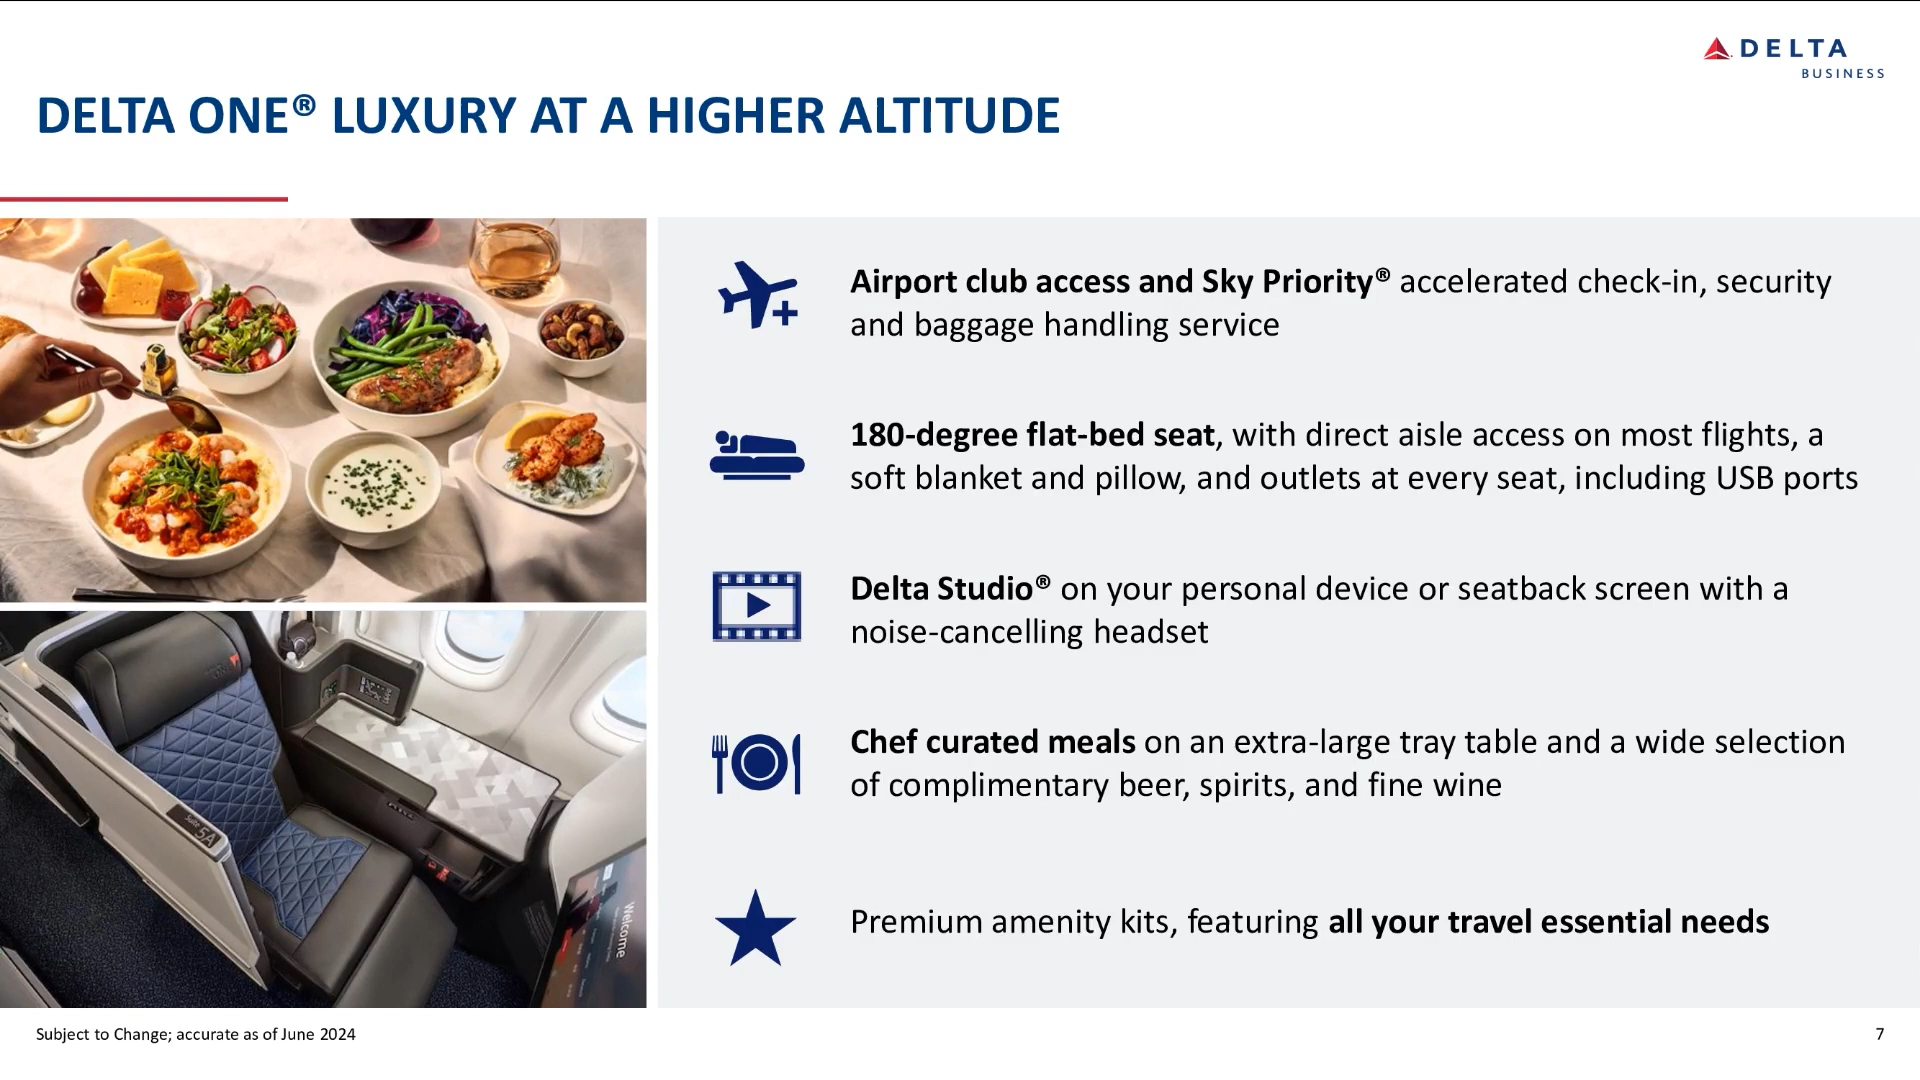 DELTA
BUSINESS
DELTA ONE® LUXURY AT A HIGHER ALTITUDE
Airport club access and Sky Priority® accelerated check-in, security
and baggage handling service
180-degree flat-bed seat, with direct aisle access on most flights, a
soft blanket and pillow, and outlets at every seat, including USB ports
Delta Studio® on your personal device or seatback screen with a
noise-cancelling headset
Chef curated meals on an extra-large tray table and a wide selection
of complimentary beer, spirits, and fine wine
Premium amenity kits, featuring all your travel essential needs
Suite
5A
Welcome
Subject to Change; accurate as of June 2024
7